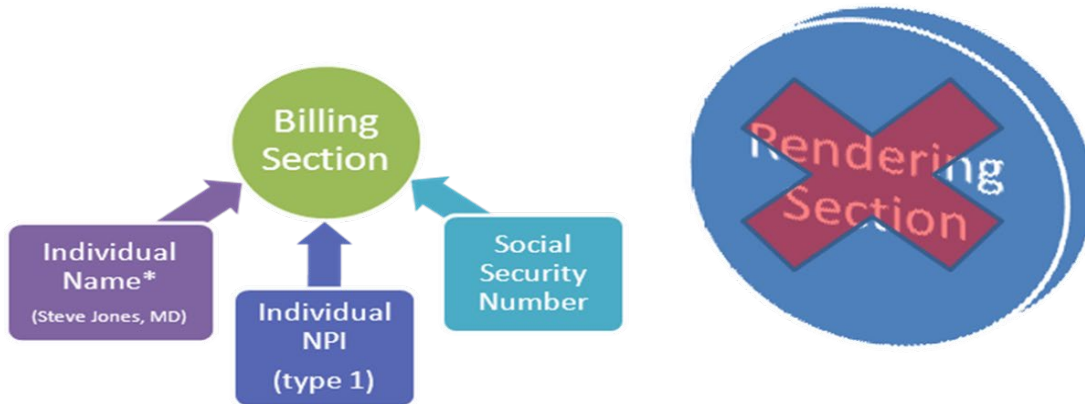 Billing
Section
Rendering
Section
Individual
Name*
(Steve Jones, MD)
Individual
NPI
(type 1)
Social
Security
Number